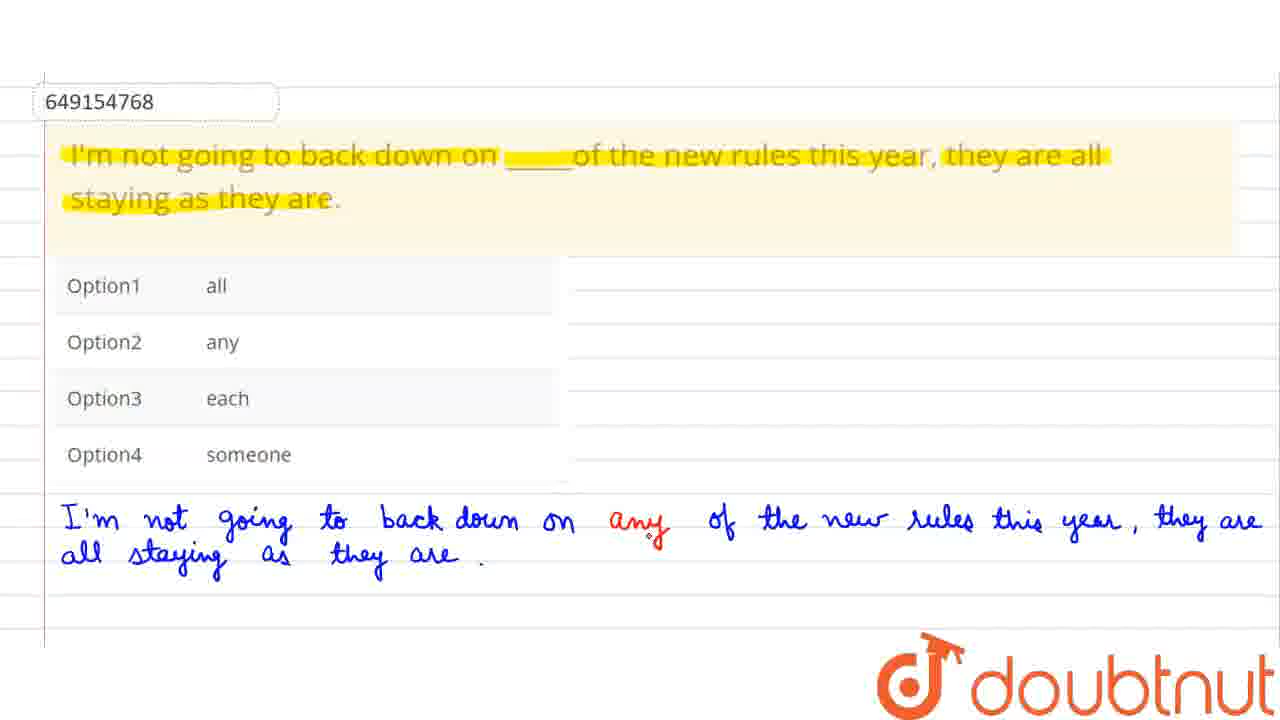 649154768
I'm not going to back down on _____of the new rules this year, they are all
staying as they are.
Option1 all
Option2 any
Option3 each
Option4 someone
I'm not going to back down on any of the new rules this year, they are
all staying as they are.
doubtnut